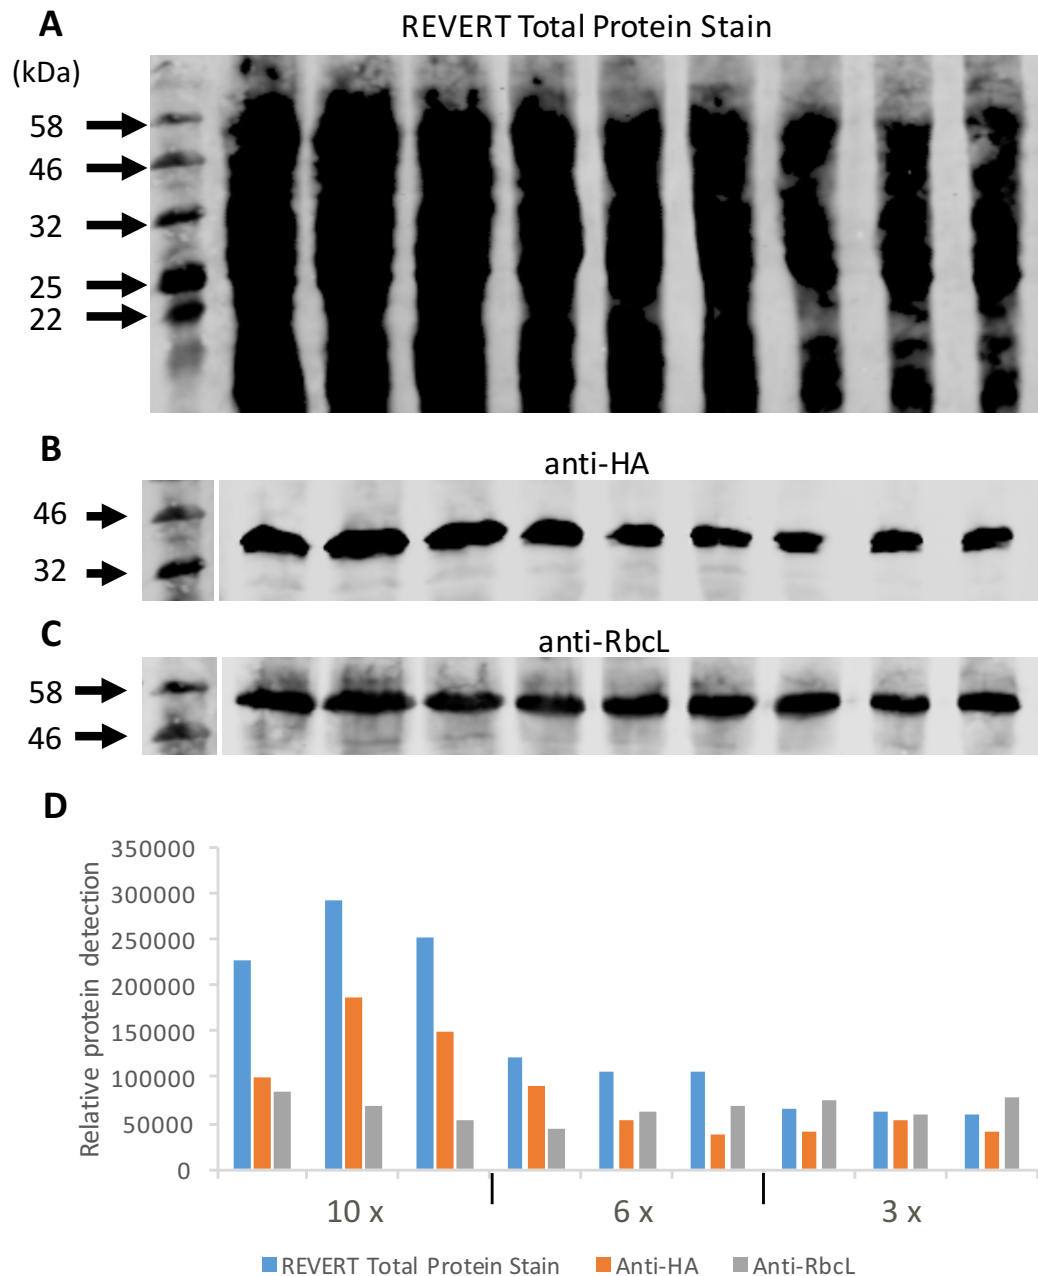 A
REVERT Total Protein Stain
(kDa)
58
46
32
25
22
B
anti-HA
46
32
C
anti-RbcL
58
46
D
Relative protein detection
350000
300000
250000
200000
150000
100000
50000
0
10 x
6 x
3 x
REVERT Total Protein Stain
Anti-HA
Anti-RbcL